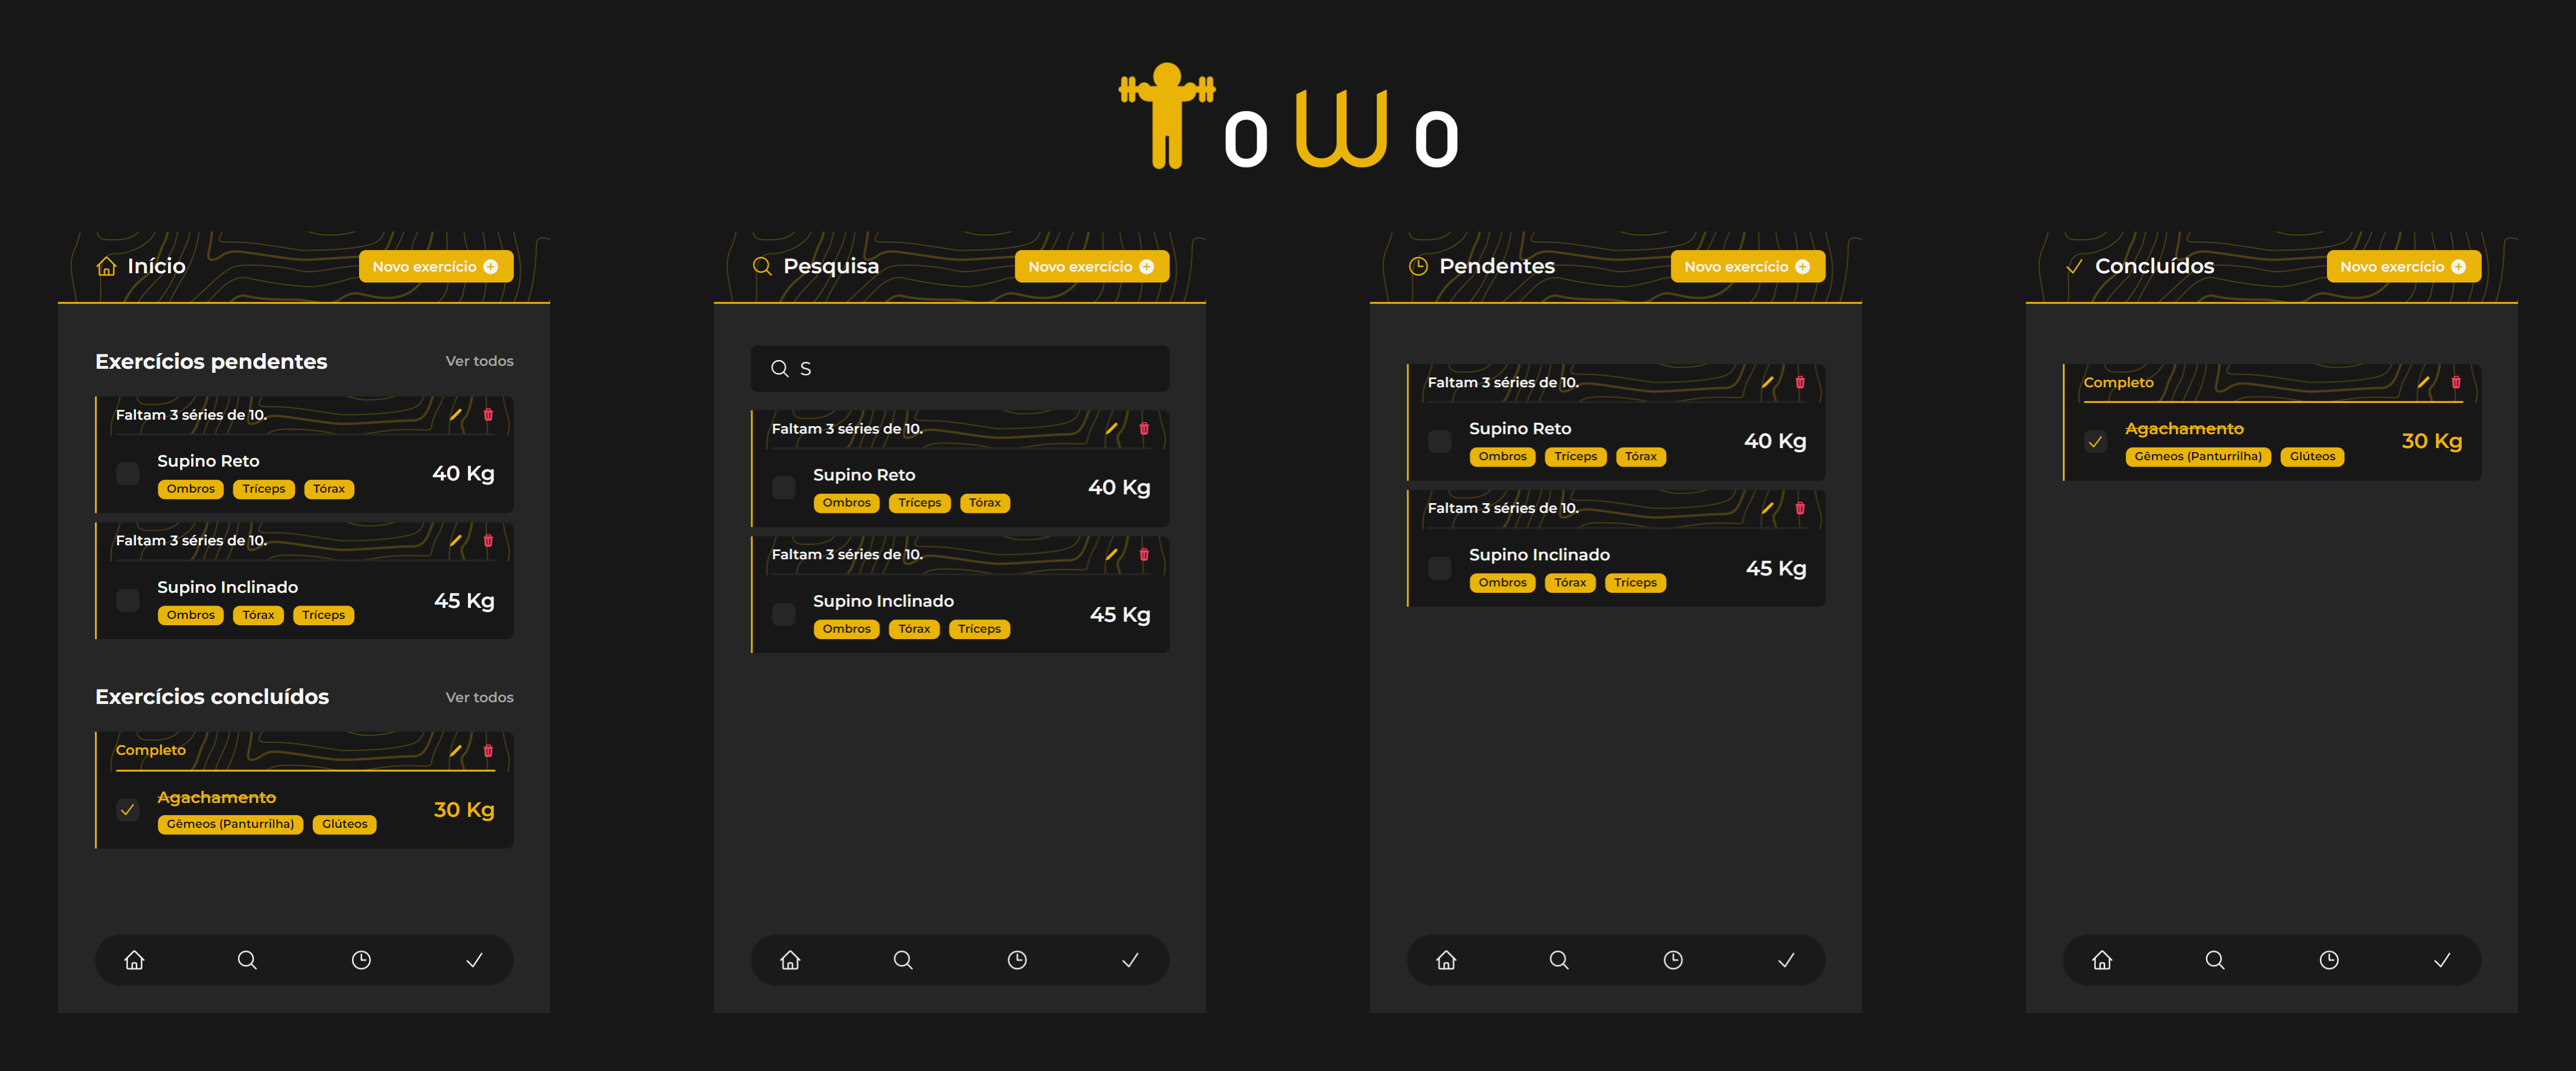 ToWo
Início
Novo exercício
Exercícios pendentes
Ver todos
Faltam 3 séries de 10.
Supino Reto
Ombros
Tríceps
Tórax
40 Kg
Faltam 3 séries de 10.
Supino Inclinado
Ombros
Tórax
Tríceps
45 Kg
Exercícios concluídos
Ver todos
Completo
Agachamento
Gêmeos (Panturrilha)
Glúteos
30 Kg
Pesquisa
Novo exercício
S
Faltam 3 séries de 10.
Supino Reto
Ombros
Tríceps
Tórax
40 Kg
Faltam 3 séries de 10.
Supino Inclinado
Ombros
Tórax
Tríceps
45 Kg
Pendentes
Novo exercício
Faltam 3 séries de 10.
Supino Reto
Ombros
Tríceps
Tórax
40 Kg
Faltam 3 séries de 10.
Supino Inclinado
Ombros
Tórax
Tríceps
45 Kg
Concluídos
Novo exercício
Completo
Agachamento
Gêmeos (Panturrilha)
Glúteos
30 Kg